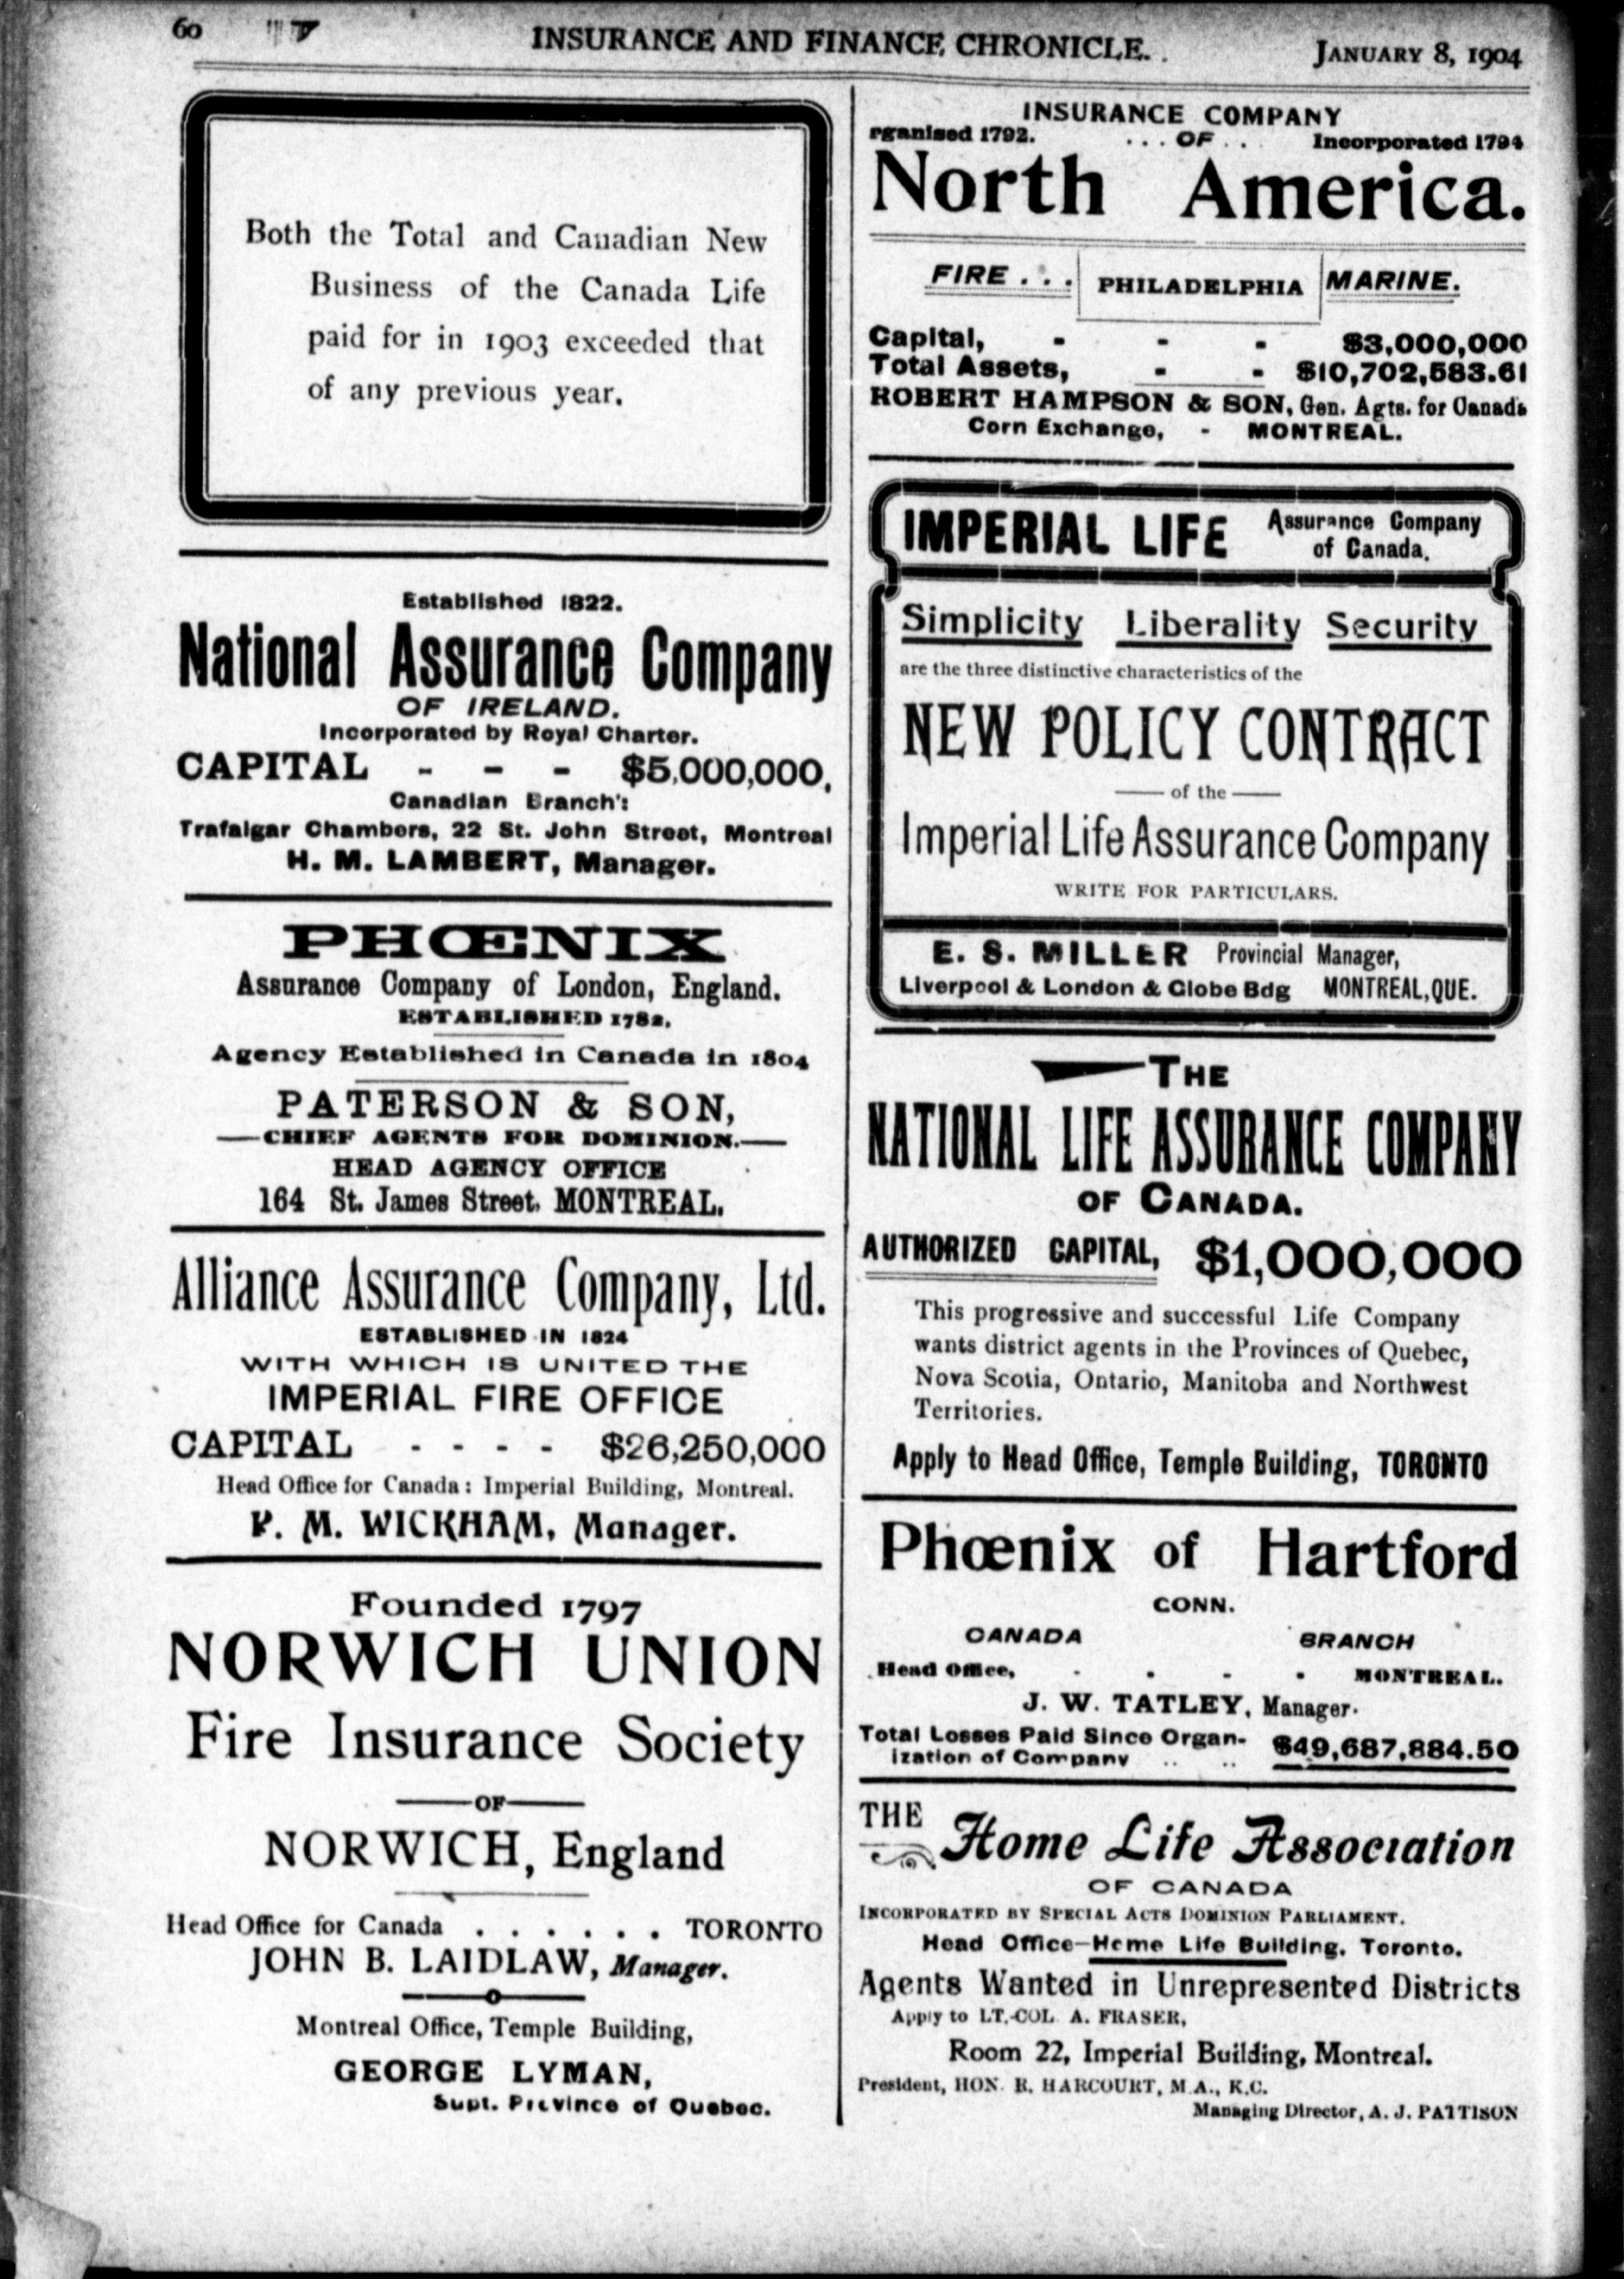 60
INSURANCE AND FINANCE CHRONICLE.
JANUARY 8, 1904
Both the Total and Canadian New
Business of the Canada Life
paid for in 1903 exceeded that
of any previous year.
Established 1822.
National Assurance Company
OF IRELAND.
Incorporated by Royal Charter.
CAPITAL - - - $5,000,000,
Canadian Branch:
Trafalgar Chambers, 22 St. John Street, Montreal
H. M. LAMBERT, Manager.
PHŒNIX
Assurance Company of London, England.
ESTABLISHED 1782.
Agency Established in Canada in 1804
PATERSON & SON,
—CHIEF AGENTS FOR DOMINION.—
HEAD AGENCY OFFICE
164 St. James Street, MONTREAL.
Alliance Assurance Company, Ltd.
ESTABLISHED IN 1824
WITH WHICH IS UNITED THE
IMPERIAL FIRE OFFICE
CAPITAL - - - - $26,250,000
Head Office for Canada: Imperial Building, Montreal.
P. M. WICKHAM, Manager.
Founded 1797
NORWICH UNION
Fire Insurance Society
—OF—
NORWICH, England
Head Office for Canada . . . . . . TORONTO
JOHN B. LAIDLAW, Manager.
Montreal Office, Temple Building,
GEORGE LYMAN,
Supt. Province of Quebec.
INSURANCE COMPANY
rganised 1792. ... OF ... Incorporated 1794
North America.
FIRE . . . PHILADELPHIA MARINE.
Capital, - - - $3,000,000
Total Assets, - - $10,702,583.61
ROBERT HAMPSON & SON, Gen. Agts. for Canada
Corn Exchange, - MONTREAL.
IMPERIAL LIFE Assurance Company
of Canada.
Simplicity Liberality Security
are the three distinctive characteristics of the
NEW POLICY CONTRACT
— of the —
Imperial Life Assurance Company
WRITE FOR PARTICULARS.
E. S. MILLER Provincial Manager,
Liverpool & London & Globe Bdg MONTREAL, QUE.
THE
NATIONAL LIFE ASSURANCE COMPANY
OF CANADA.
AUTHORIZED CAPITAL, $1,000,000
This progressive and successful Life Company
wants district agents in the Provinces of Quebec,
Nova Scotia, Ontario, Manitoba and Northwest
Territories.
Apply to Head Office, Temple Building, TORONTO
Phœnix of Hartford
CONN.
CANADA BRANCH
Head Office, - - - - MONTREAL.
J. W. TATLEY, Manager.
Total Losses Paid Since Organ-
ization of Company .. .. $49,687,884.50
THE
Home Life Association
OF CANADA
INCORPORATED BY SPECIAL ACTS DOMINION PARLIAMENT.
Head Office—Home Life Building, Toronto.
Agents Wanted in Unrepresented Districts
Apply to LT.-COL. A. FRASER,
Room 22, Imperial Building, Montreal.
President, HON. R. HARCOURT, M.A., K.C.
Managing Director, A. J. PATTISON